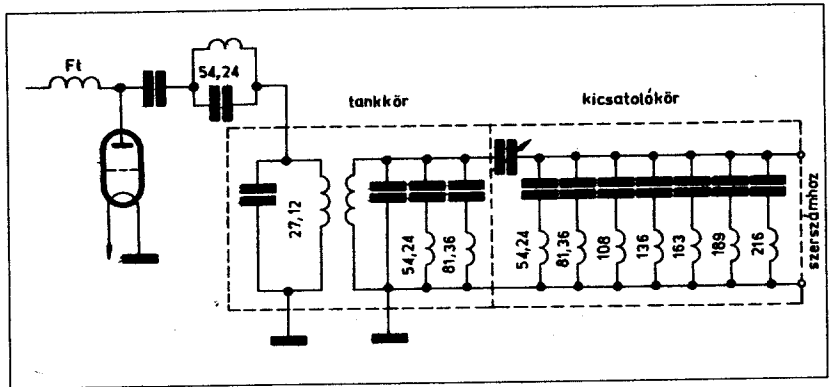 Ft
54,24
tankkör
kicsatolókör
27,12
54,24
81,36
54,24
81,36
108
136
163
189
216
szerszámhoz